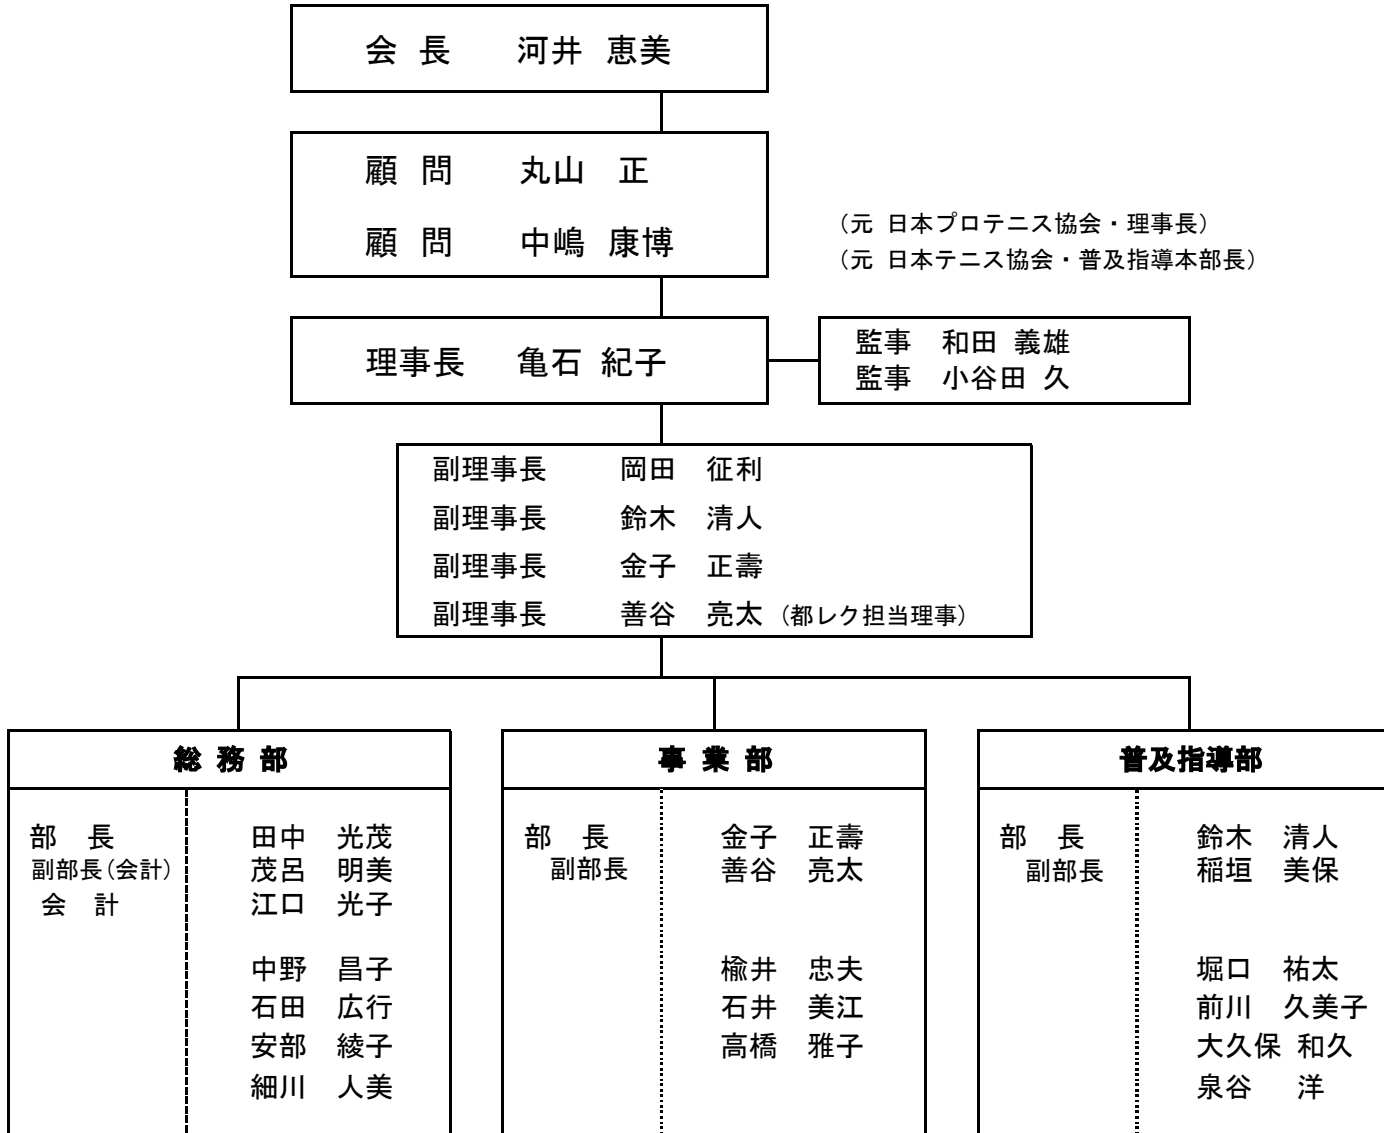 会 長 河井 恵美
顧 問 丸山 正
顧 問 中嶋 康博
（元 日本プロテニス協会・理事長）
（元 日本テニス協会・普及指導本部長）
理事長 亀石 紀子
監事 和田 義雄
監事 小谷田 久
副理事長 岡田 征利
副理事長 鈴木 清人
副理事長 金子 正壽
副理事長 善谷 亮太（都レク担当理事）
総 務 部
部 長 田中 光茂
副部長（会計） 茂呂 明美
会 計 江口 光子
中野 昌子
石田 広行
安部 綾子
細川 人美
事 業 部
部 長 金子 正壽
副部長 善谷 亮太
楡井 忠夫
石井 美江
高橋 雅子
普及指導部
部 長 鈴木 清人
副部長 稲垣 美保
堀口 祐太
前川 久美子
大久保 和久
泉谷 洋